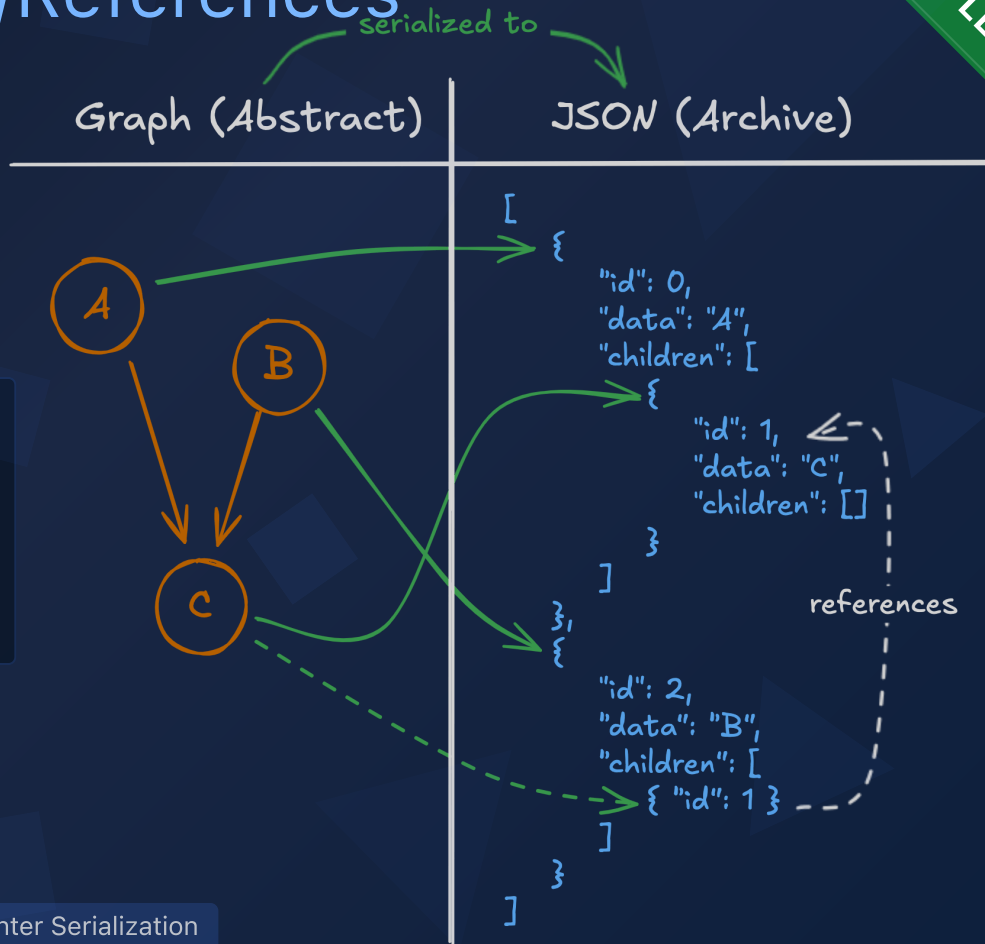 /References
serialized to
Graph (Abstract)
JSON (Archive)
[
{
"id": 0,
"data": "A",
"children": [
{
"id": 1,
"data": "C",
"children": []
}
]
},
{
"id": 2,
"data": "B",
"children": [
{ "id": 1 }
]
}
]
A
B
C
references
nter Serialization